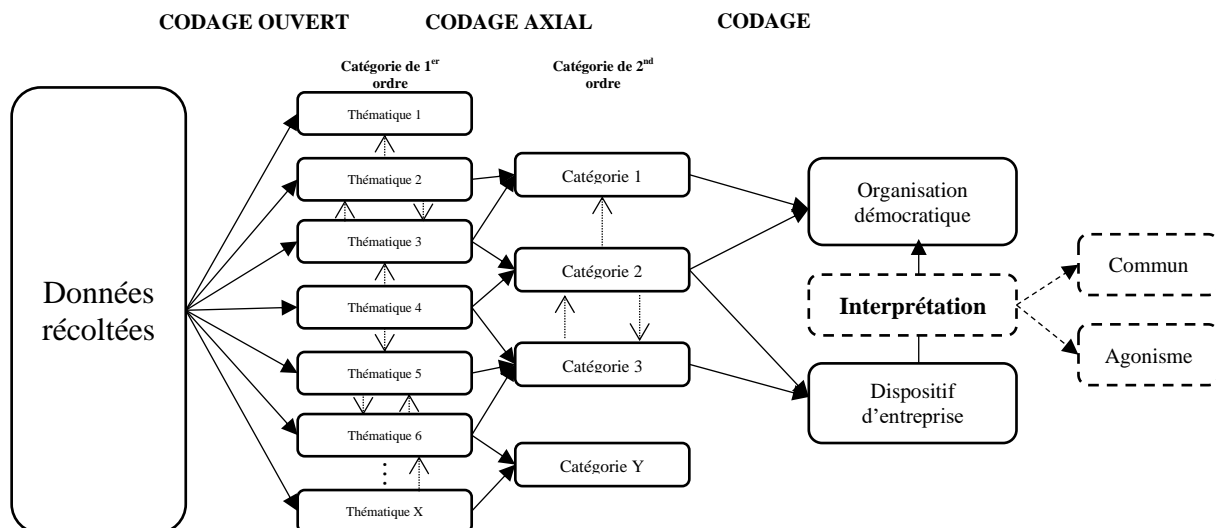 CODAGE OUVERT
CODAGE AXIAL
CODAGE
Catégorie de 1er
ordre
Catégorie de 2nd
ordre
Données
récoltées
Thématique 1
Thématique 2
Thématique 3
Thématique 4
Thématique 5
Thématique 6
Thématique X
Catégorie 1
Catégorie 2
Catégorie 3
Catégorie Y
Organisation
démocratique
Interprétation
Dispositif
d’entreprise
Commun
Agonisme